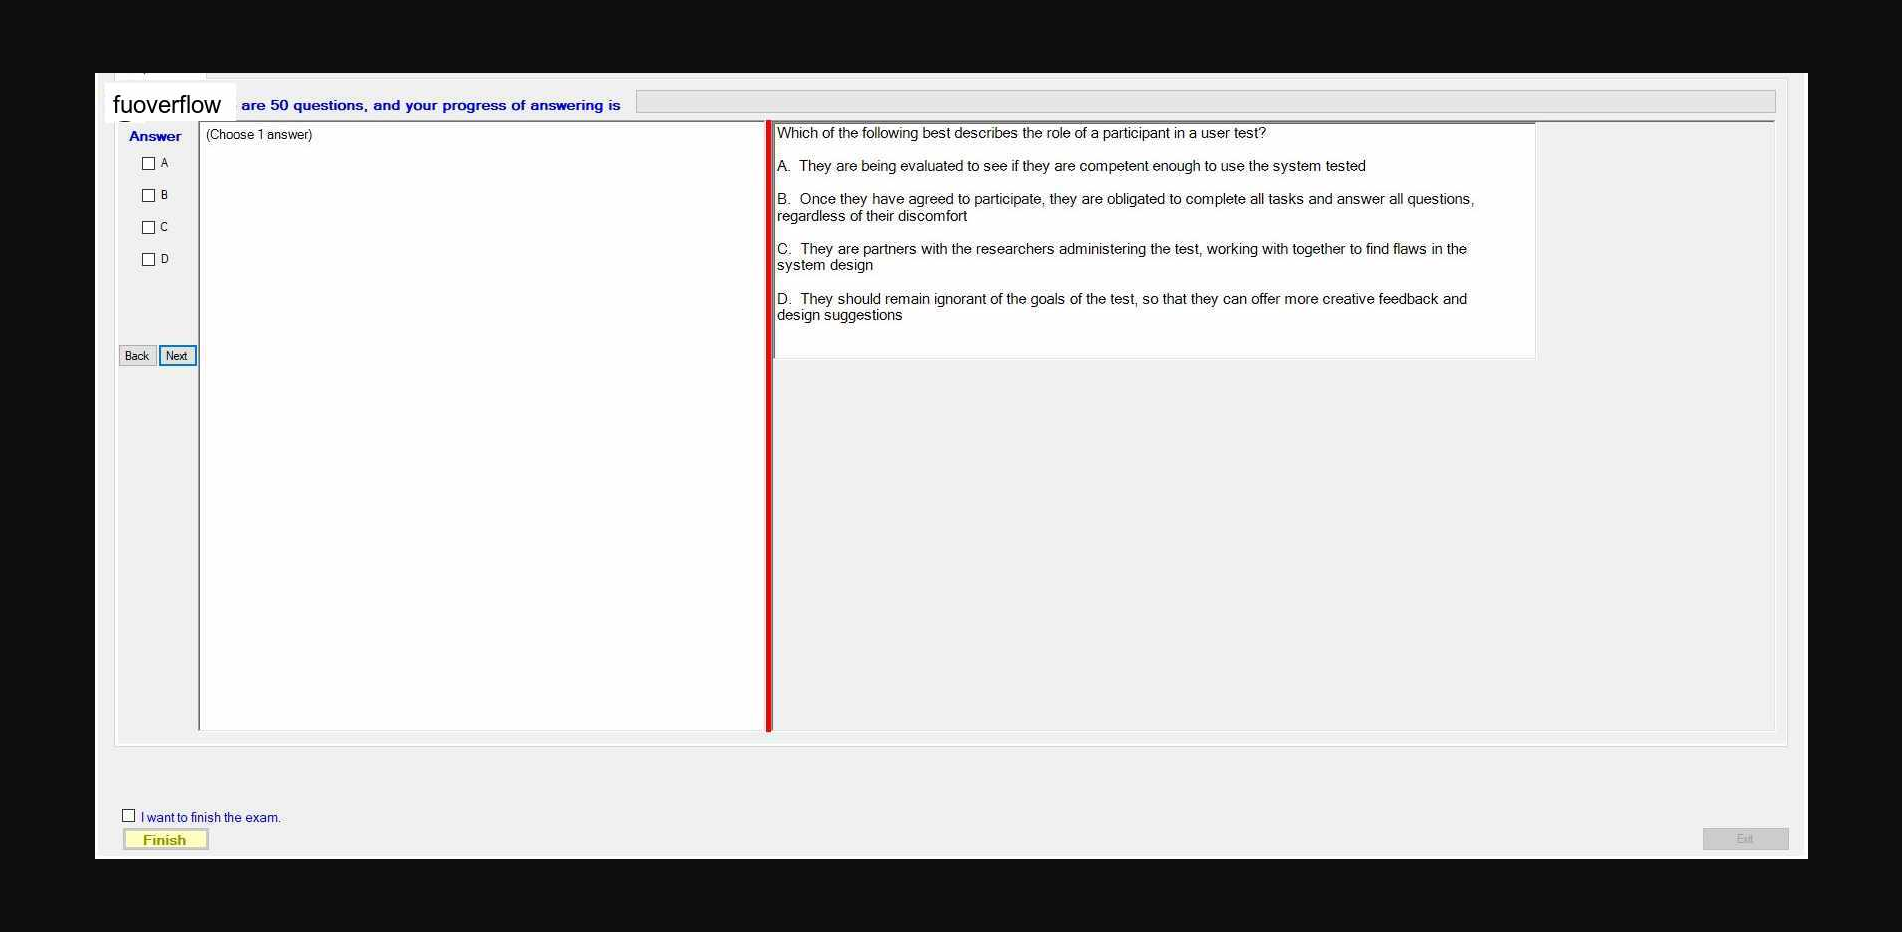 fuoverflow are 50 questions, and your progress of answering is
Answer
(Choose 1 answer)
A
B
C
D
Back Next
Which of the following best describes the role of a participant in a user test?
A. They are being evaluated to see if they are competent enough to use the system tested
B. Once they have agreed to participate, they are obligated to complete all tasks and answer all questions,
regardless of their discomfort
C. They are partners with the researchers administering the test, working with together to find flaws in the
system design
D. They should remain ignorant of the goals of the test, so that they can offer more creative feedback and
design suggestions
I want to finish the exam.
Finish
Exit